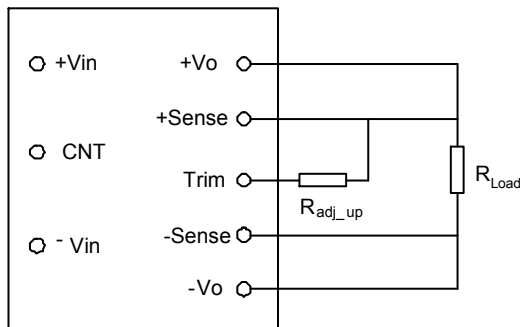 +Vin
+Vo
+Sense
CNT
Trim
R_Load
R_adj_up
-Sense
- Vin
-Vo